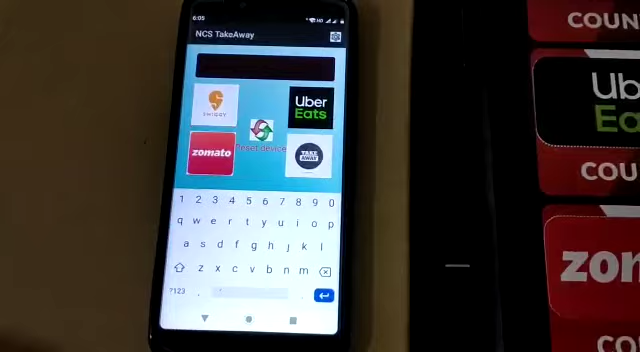 6:05
NCS TakeAway
SWIGGY
Uber
Eats
Reset device
zomato
TAKE
AWAY
1 2 3 4 5 6 7 8 9 0
q w e r t y u i o p
a s d f g h j k l
z x c v b n m
?123 , .
COUN
Ub
Ea
COU
zon
CO